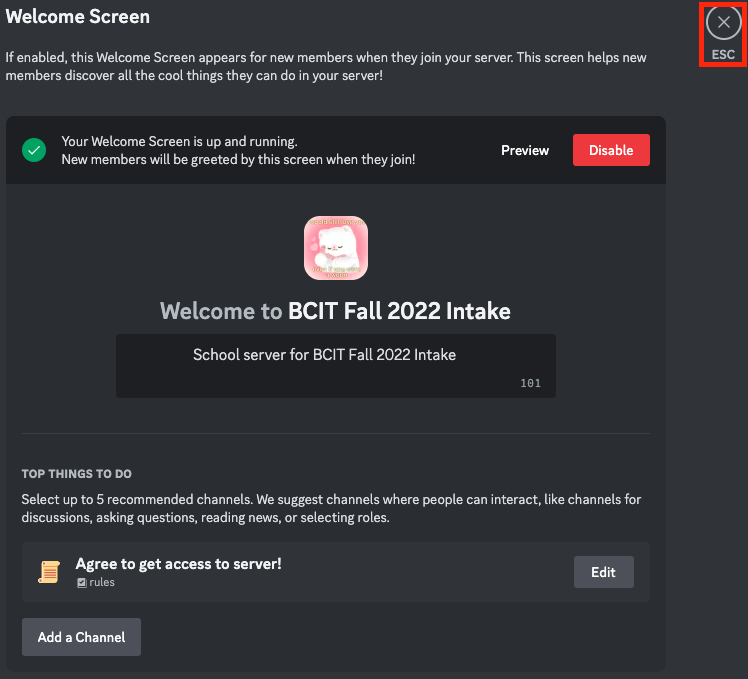 Welcome Screen
ESC
If enabled, this Welcome Screen appears for new members when they join your server. This screen helps new
members discover all the cool things they can do in your server!
Your Welcome Screen is up and running.
New members will be greeted by this screen when they join!
Preview
Disable
Welcome to BCIT Fall 2022 Intake
School server for BCIT Fall 2022 Intake
101
TOP THINGS TO DO
Select up to 5 recommended channels. We suggest channels where people can interact, like channels for
discussions, asking questions, reading news, or selecting roles.
Agree to get access to server!
rules
Edit
Add a Channel